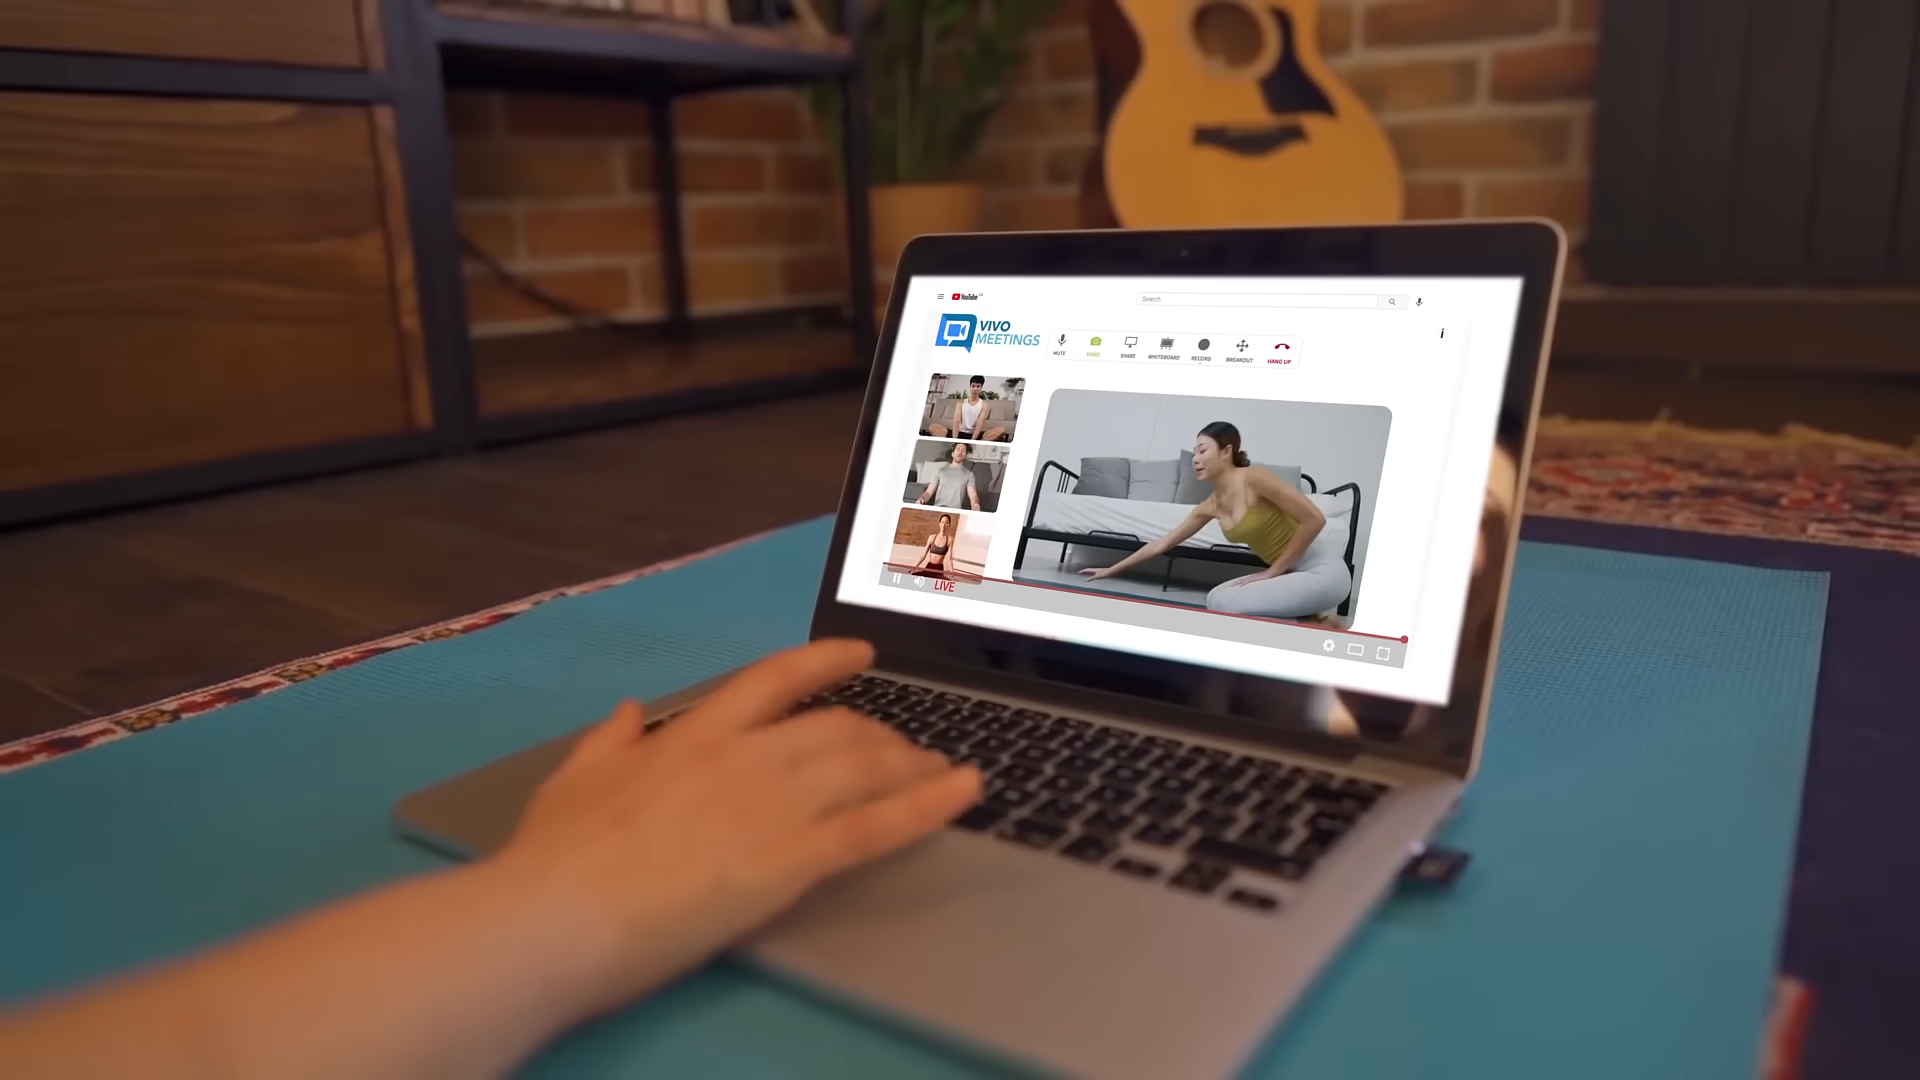 YouTube
Search
VIVO
MEETINGS
MUTE
VIDEO
SHARE
WHITEBOARD
RECORD
BREAKOUT
HANG UP
LIVE